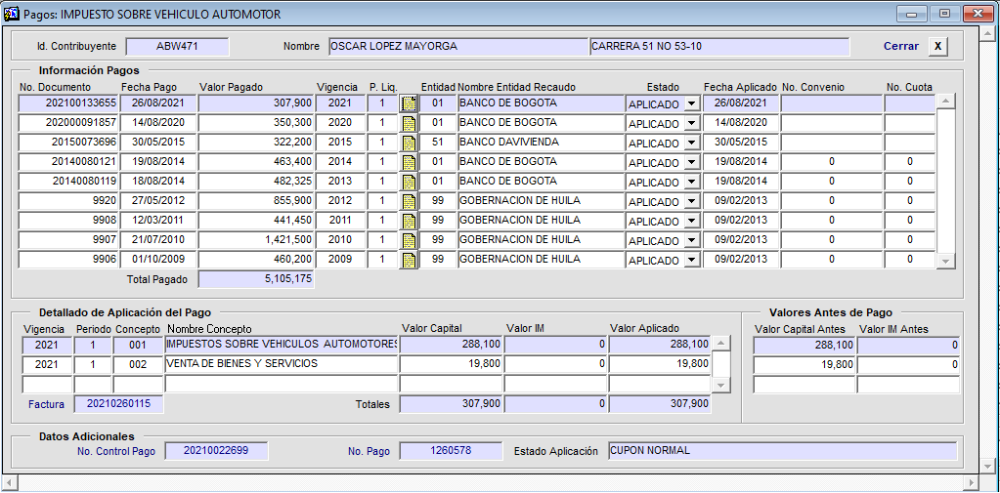 Pagos: IMPUESTO SOBRE VEHICULO AUTOMOTOR
Id. Contribuyente ABW471 Nombre OSCAR LOPEZ MAYORGA CARRERA 51 NO 53-10 Cerrar X
Información Pagos
No. Documento Fecha Pago Valor Pagado Vigencia P. Liq. Entidad Nombre Entidad Recaudo Estado Fecha Aplicado No. Convenio No. Cuota
202100133655 26/08/2021 307,900 2021 1 01 BANCO DE BOGOTA APLICADO 26/08/2021
202000091857 14/08/2020 350,300 2020 1 01 BANCO DE BOGOTA APLICADO 14/08/2020
20150073696 30/05/2015 322,200 2015 1 51 BANCO DAVIVIENDA APLICADO 30/05/2015
20140080121 19/08/2014 463,400 2014 1 01 BANCO DE BOGOTA APLICADO 19/08/2014 0 0
20140080119 18/08/2014 482,325 2013 1 01 BANCO DE BOGOTA APLICADO 19/08/2014 0 0
9920 27/05/2012 855,900 2012 1 99 GOBERNACION DE HUILA APLICADO 09/02/2013 0 0
9908 12/03/2011 441,450 2011 1 99 GOBERNACION DE HUILA APLICADO 09/02/2013 0 0
9907 21/07/2010 1,421,500 2010 1 99 GOBERNACION DE HUILA APLICADO 09/02/2013 0 0
9906 01/10/2009 460,200 2009 1 99 GOBERNACION DE HUILA APLICADO 09/02/2013 0 0
Total Pagado 5,105,175
Detallado de Aplicación del Pago Valores Antes de Pago
Vigencia Periodo Concepto Nombre Concepto Valor Capital Valor IM Valor Aplicado Valor Capital Antes Valor IM Antes
2021 1 001 IMPUESTOS SOBRE VEHICULOS AUTOMOTORES 288,100 0 288,100 288,100 0
2021 1 002 VENTA DE BIENES Y SERVICIOS 19,800 0 19,800 19,800 0
Factura 20210260115 Totales 307,900 0 307,900
Datos Adicionales
No. Control Pago 20210022699 No. Pago 1260578 Estado Aplicación CUPON NORMAL